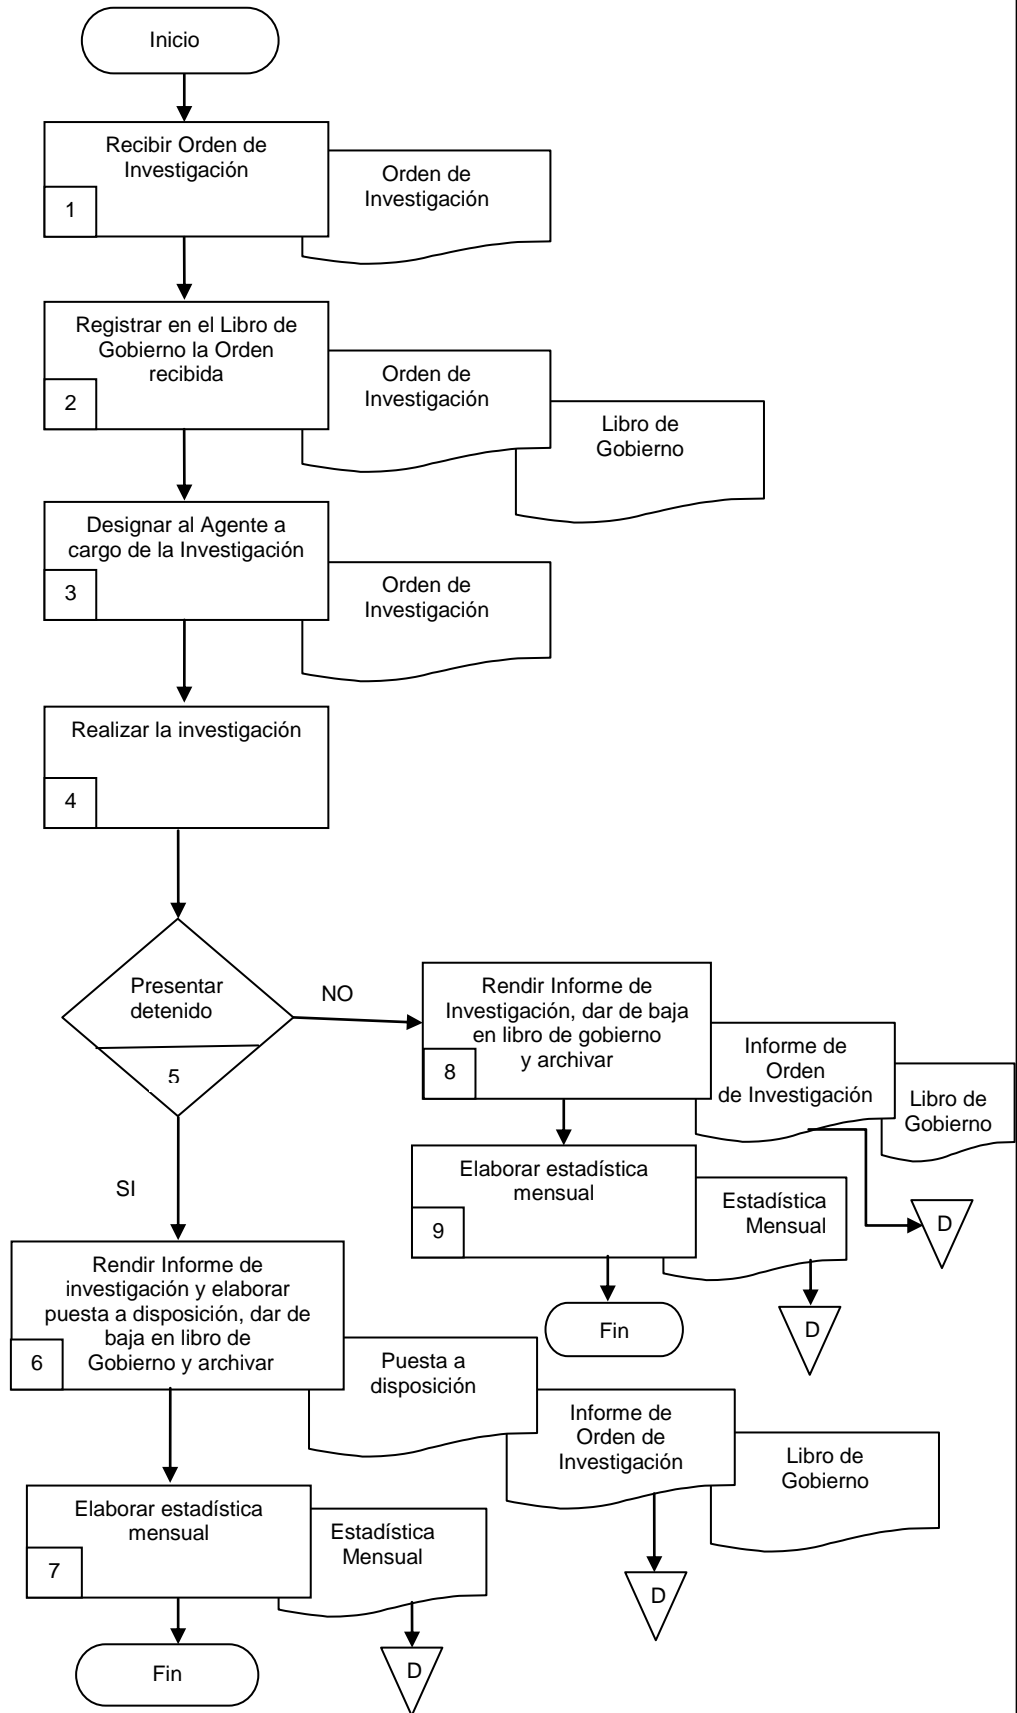 Inicio
Recibir Orden de
Investigación
1
Orden de
Investigación
Registrar en el Libro de
Gobierno la Orden
recibida
2
Orden de
Investigación
Libro de
Gobierno
Designar al Agente a
cargo de la Investigación
3
Orden de
Investigación
Realizar la investigación
4
Presentar
detenido
5
NO
Rendir Informe de
Investigación, dar de baja
en libro de gobierno
y archivar
8
Informe de
Orden
de Investigación
Libro de
Gobierno
D
Elaborar estadística
mensual
9
Estadística
Mensual
D
Fin
SI
Rendir Informe de
investigación y elaborar
puesta a disposición, dar de
baja en libro de
Gobierno y archivar
6
Puesta a
disposición
Informe de
Orden de
Investigación
Libro de
Gobierno
D
Elaborar estadística
mensual
7
Estadística
Mensual
D
Fin